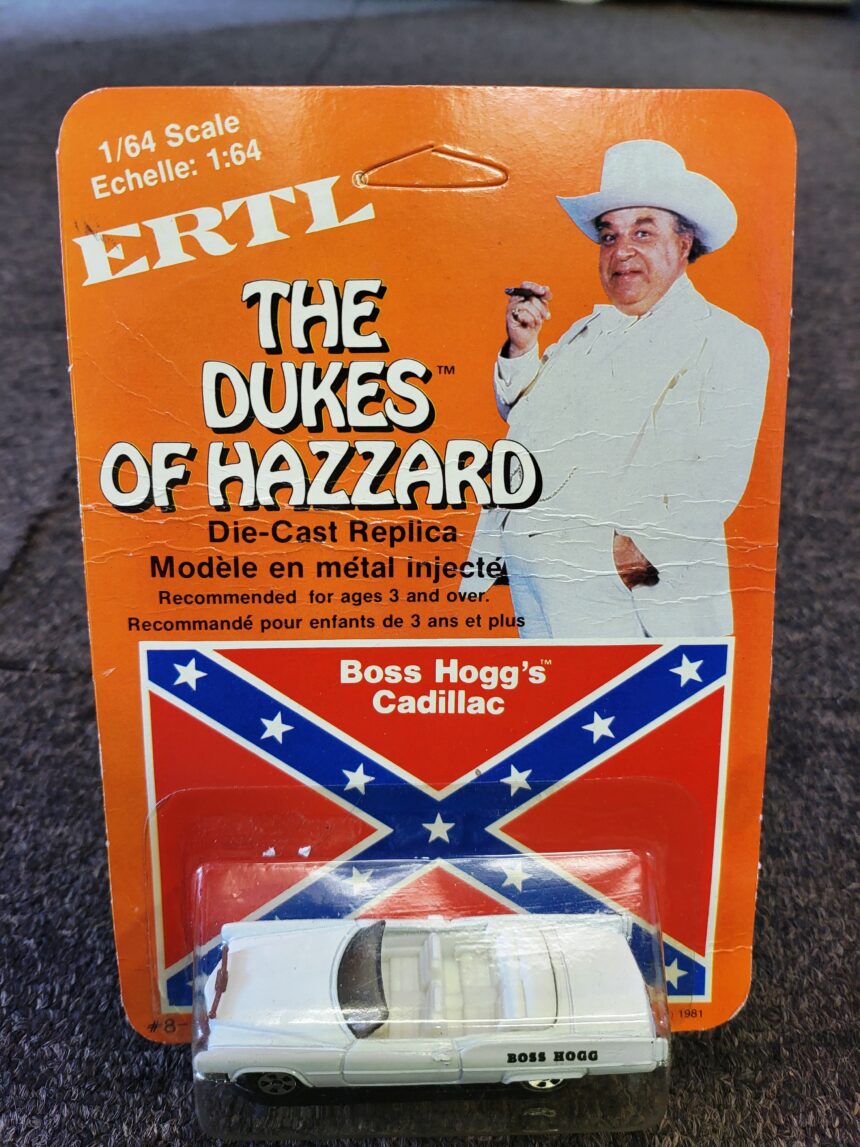 1/64 Scale
Echelle: 1:64
ERTL
THE
DUKES™
OF HAZZARD
Die-Cast Replica
Modèle en métal injecté
Recommended for ages 3 and over.
Recommandé pour enfants de 3 ans et plus
Boss Hogg's™
Cadillac
BOSS HOGG
#8-
1981